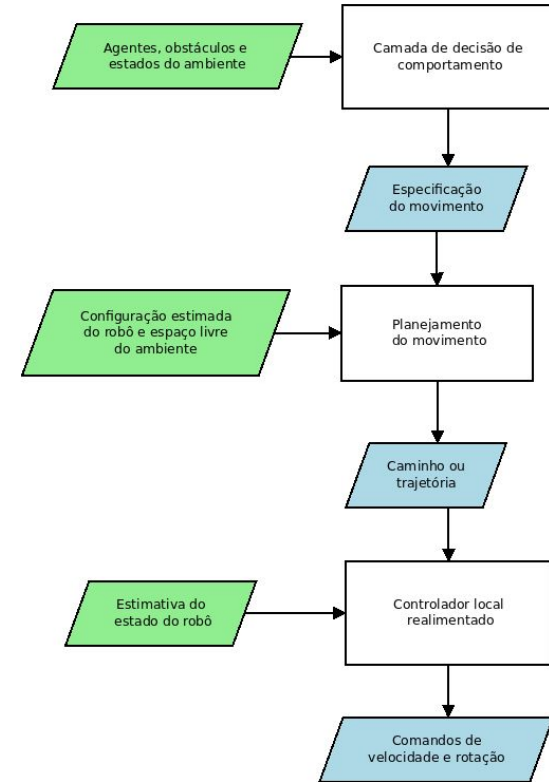 Agentes, obstáculos e
estados do ambiente
Camada de decisão de
comportamento
Especificação
do movimento
Configuração estimada
do robô e espaço livre
do ambiente
Planejamento
do movimento
Caminho ou
trajetória
Estimativa do
estado do robô
Controlador local
realimentado
Comandos de
velocidade e rotação